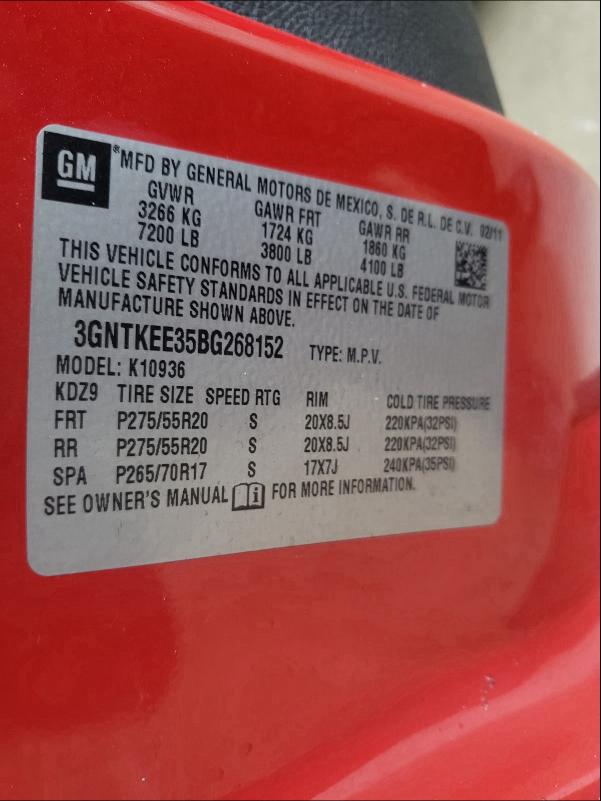 GM
®MFD BY GENERAL MOTORS DE MEXICO, S. DE R.L. DE C.V. 02/11
GVWR GAWR FRT GAWR RR
3266 KG 1724 KG 1860 KG
7200 LB 3800 LB 4100 LB
THIS VEHICLE CONFORMS TO ALL APPLICABLE U.S. FEDERAL MOTOR
VEHICLE SAFETY STANDARDS IN EFFECT ON THE DATE OF
MANUFACTURE SHOWN ABOVE.
3GNTKEE35BG268152 TYPE: M.P.V.
MODEL: K10936
KDZ9 TIRE SIZE SPEED RTG RIM COLD TIRE PRESSURE
FRT P275/55R20 S 20X8.5J 220KPA(32PSI)
RR P275/55R20 S 20X8.5J 220KPA(32PSI)
SPA P265/70R17 S 17X7J 240KPA(35PSI)
SEE OWNER'S MANUAL i FOR MORE INFORMATION.